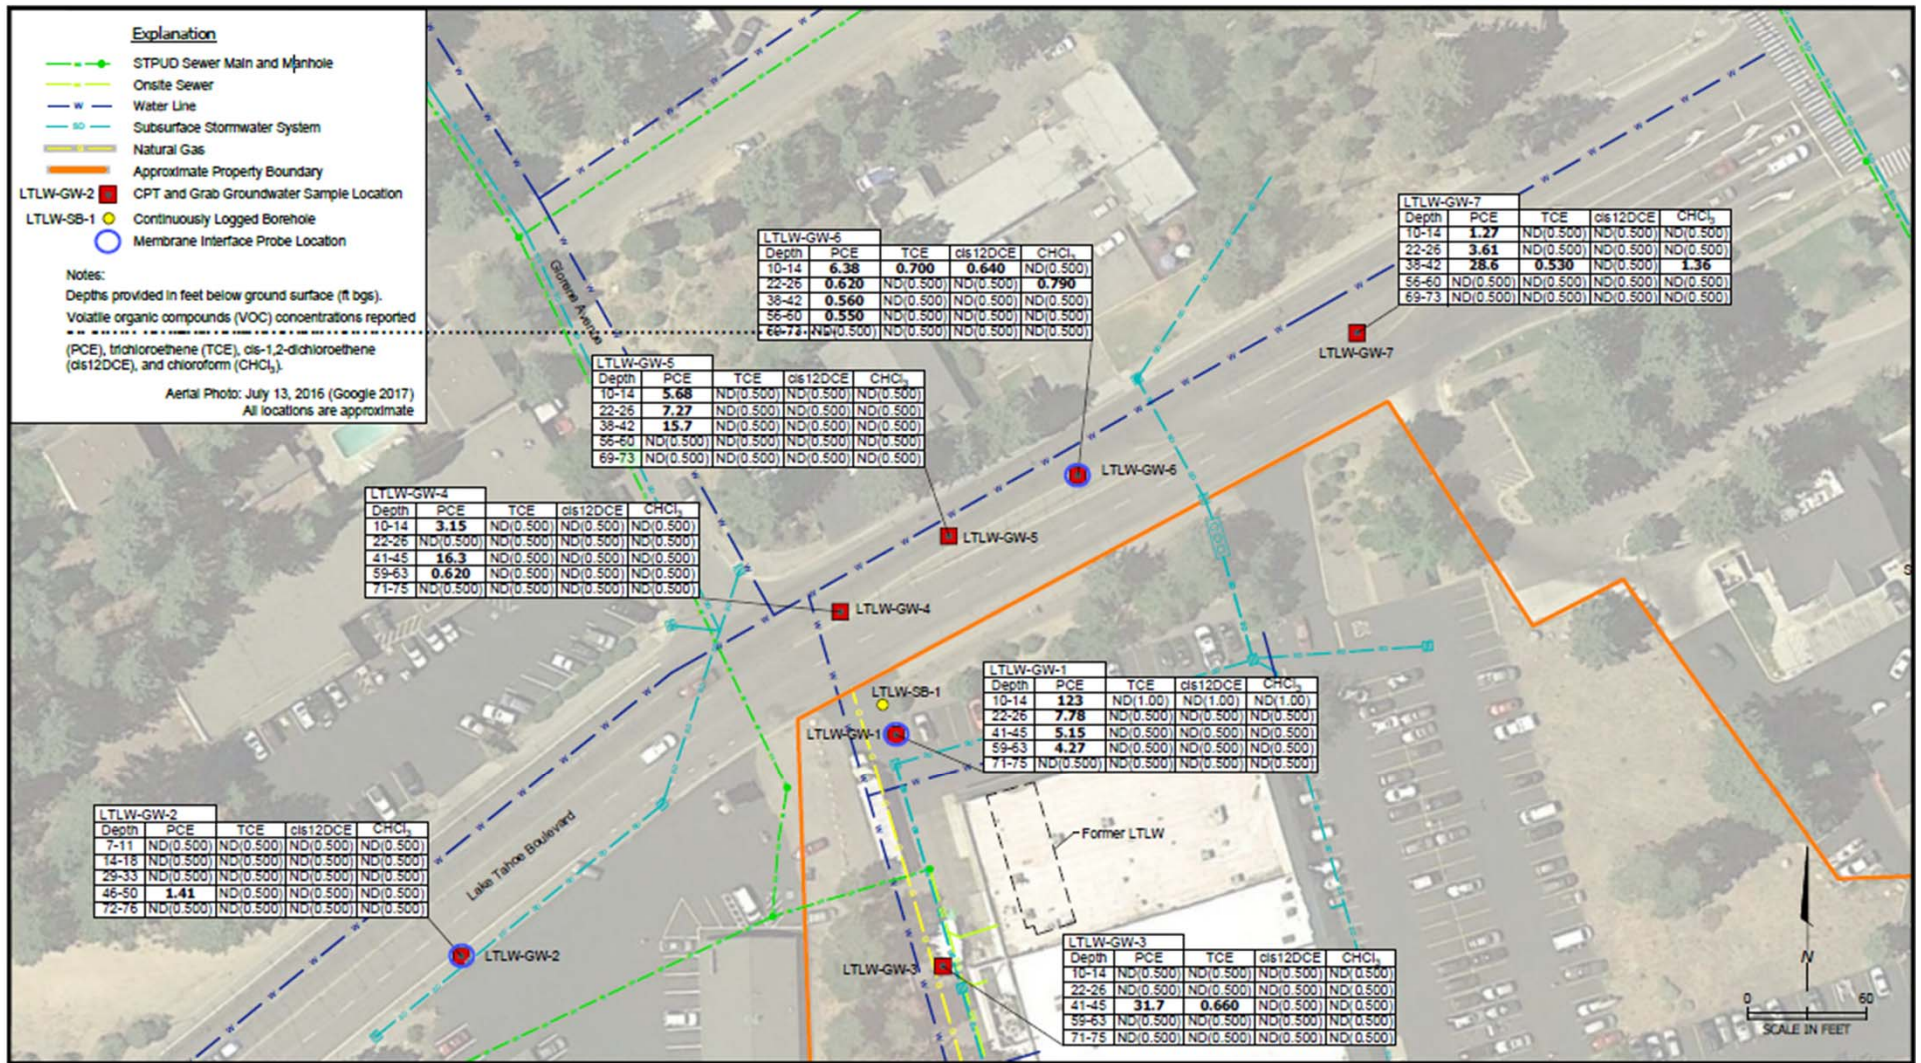 Explanation
STPUD Sewer Main and Manhole
Onsite Sewer
W Water Line
SD Subsurface Stormwater System
G Natural Gas
Approximate Property Boundary
LTLW-GW-2 CPT and Grab Groundwater Sample Location
LTLW-SB-1 Continuously Logged Borehole
Membrane Interface Probe Location
Notes:
Depths provided in feet below ground surface (ft bgs).
Volatile organic compounds (VOC) concentrations reported
(PCE), trichloroethene (TCE), cis-1,2-dichloroethene
(cis12DCE), and chloroform (CHCl₃).
Aerial Photo: July 13, 2016 (Google 2017)
All locations are approximate
Glorene Avenue
LTLW-GW-7
Depth PCE TCE cis12DCE CHCl₃
10-14 1.27 ND(0.500) ND(0.500) ND(0.500)
22-26 3.61 ND(0.500) ND(0.500) ND(0.500)
38-42 28.6 0.530 ND(0.500) 1.36
56-60 ND(0.500) ND(0.500) ND(0.500) ND(0.500)
69-73 ND(0.500) ND(0.500) ND(0.500) ND(0.500)
LTLW-GW-7
LTLW-GW-6
Depth PCE TCE cis12DCE CHCl₃
10-14 6.38 0.700 0.640 ND(0.500)
22-26 0.620 ND(0.500) ND(0.500) 0.790
38-42 0.560 ND(0.500) ND(0.500) ND(0.500)
56-60 0.550 ND(0.500) ND(0.500) ND(0.500)
69-73 ND(0.500) ND(0.500) ND(0.500) ND(0.500)
LTLW-GW-6
LTLW-GW-5
Depth PCE TCE cis12DCE CHCl₃
10-14 5.68 ND(0.500) ND(0.500) ND(0.500)
22-26 7.27 ND(0.500) ND(0.500) ND(0.500)
38-42 15.7 ND(0.500) ND(0.500) ND(0.500)
56-60 ND(0.500) ND(0.500) ND(0.500) ND(0.500)
69-73 ND(0.500) ND(0.500) ND(0.500) ND(0.500)
LTLW-GW-5
LTLW-GW-4
Depth PCE TCE cis12DCE CHCl₃
10-14 3.15 ND(0.500) ND(0.500) ND(0.500)
22-26 ND(0.500) ND(0.500) ND(0.500) ND(0.500)
41-45 16.3 ND(0.500) ND(0.500) ND(0.500)
59-63 0.620 ND(0.500) ND(0.500) ND(0.500)
71-75 ND(0.500) ND(0.500) ND(0.500) ND(0.500)
LTLW-GW-4
LTLW-SB-1
LTLW-GW-1
LTLW-GW-1
Depth PCE TCE cis12DCE CHCl₃
10-14 123 ND(1.00) ND(1.00) ND(1.00)
22-26 7.78 ND(0.500) ND(0.500) ND(0.500)
41-45 5.15 ND(0.500) ND(0.500) ND(0.500)
59-63 4.27 ND(0.500) ND(0.500) ND(0.500)
71-75 ND(0.500) ND(0.500) ND(0.500) ND(0.500)
Former LTLW
Lake Tahoe Boulevard
LTLW-GW-2
Depth PCE TCE cis12DCE CHCl₃
7-11 ND(0.500) ND(0.500) ND(0.500) ND(0.500)
14-18 ND(0.500) ND(0.500) ND(0.500) ND(0.500)
29-33 ND(0.500) ND(0.500) ND(0.500) ND(0.500)
46-50 1.41 ND(0.500) ND(0.500) ND(0.500)
72-76 ND(0.500) ND(0.500) ND(0.500) ND(0.500)
LTLW-GW-2
LTLW-GW-3
LTLW-GW-3
Depth PCE TCE cis12DCE CHCl₃
10-14 ND(0.500) ND(0.500) ND(0.500) ND(0.500)
22-26 ND(0.500) ND(0.500) ND(0.500) ND(0.500)
41-45 31.7 0.660 ND(0.500) ND(0.500)
59-63 ND(0.500) ND(0.500) ND(0.500) ND(0.500)
71-75 ND(0.500) ND(0.500) ND(0.500) ND(0.500)
N
0 60
SCALE IN FEET